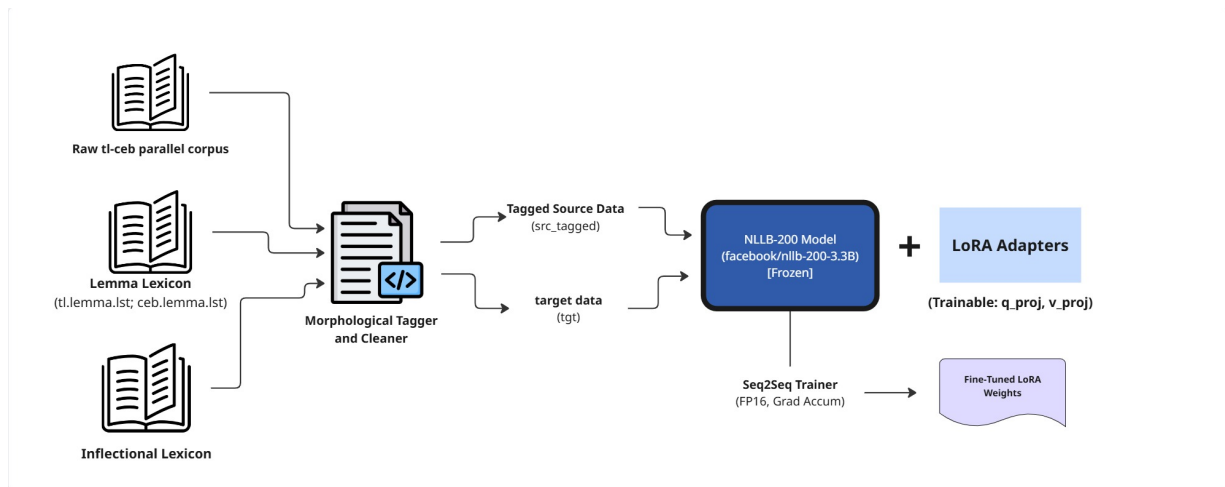 Raw tl-ceb parallel corpus
Lemma Lexicon
(tl.lemma.lst; ceb.lemma.lst)
Inflectional Lexicon
</>
Morphological Tagger
and Cleaner
Tagged Source Data
(src_tagged)
target data
(tgt)
NLLB-200 Model
(facebook/nllb-200-3.3B)
[Frozen]
+
LoRA Adapters
(Trainable: q_proj, v_proj)
Seq2Seq Trainer
(FP16, Grad Accum)
Fine-Tuned LoRA
Weights